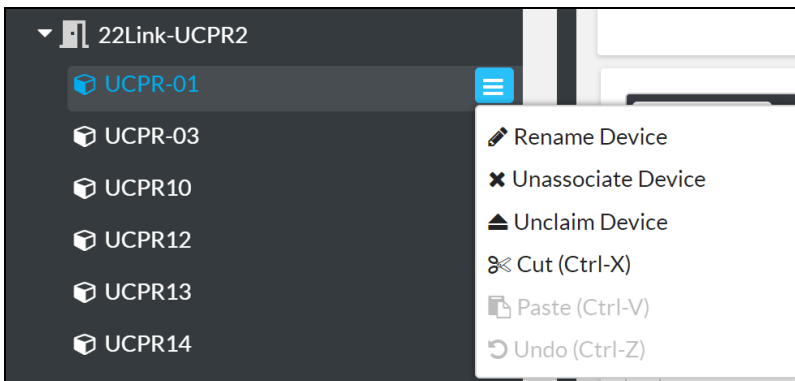 22Link-UCPR2
UCPR-01
UCPR-03
UCPR10
UCPR12
UCPR13
UCPR14
Rename Device
Unassociate Device
Unclaim Device
Cut (Ctrl-X)
Paste (Ctrl-V)
Undo (Ctrl-Z)